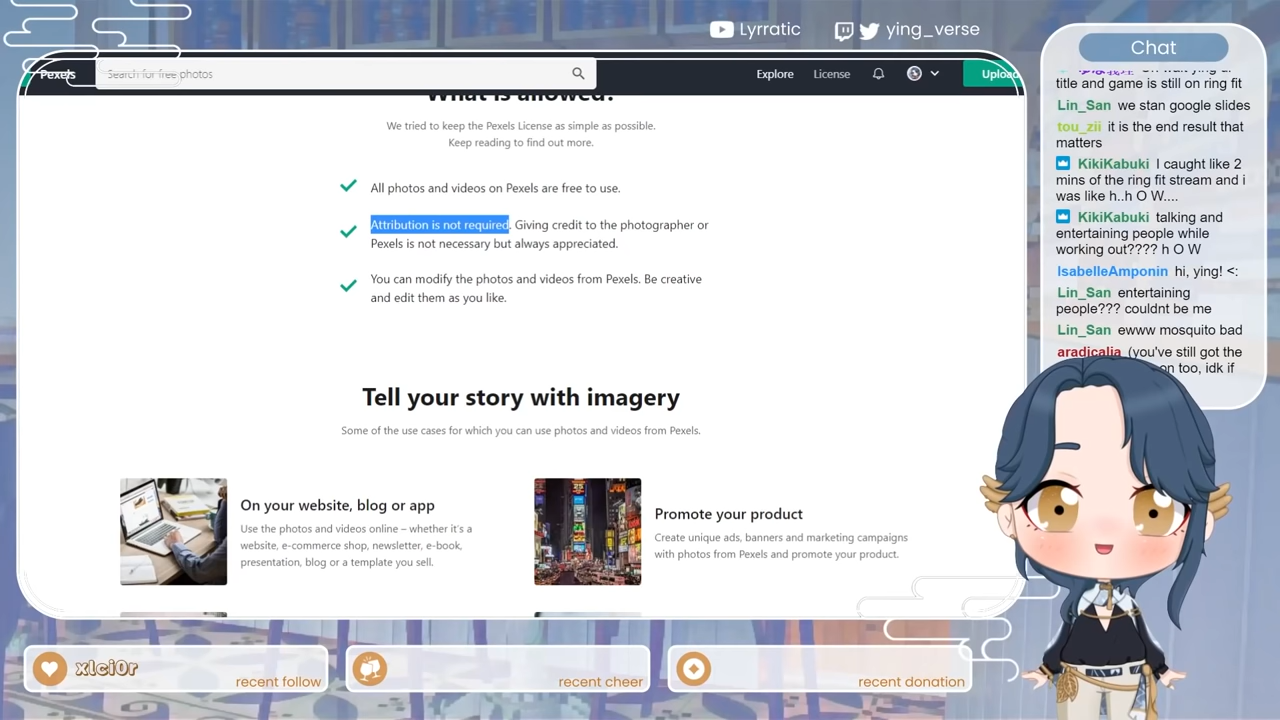 Lyrratic
ying_verse
Pexels
Search for free photos
Explore
License
Upload
What is allowed?
We tried to keep the Pexels License as simple as possible.
Keep reading to find out more.
All photos and videos on Pexels are free to use.
Attribution is not required. Giving credit to the photographer or
Pexels is not necessary but always appreciated.
You can modify the photos and videos from Pexels. Be creative
and edit them as you like.
Tell your story with imagery
Some of the use cases for which you can use photos and videos from Pexels.
On your website, blog or app
Use the photos and videos online – whether it's a
website, e-commerce shop, newsletter, e-book,
presentation, blog or a template you sell.
Promote your product
Create unique ads, banners and marketing campaigns
with photos from Pexels and promote your product.
Chat
title and game is still on ring fit
Lin_San we stan google slides
tou_zii it is the end result that
matters
KikiKabuki I caught like 2
mins of the ring fit stream and i
was like h..h O W....
KikiKabuki talking and
entertaining people while
working out???? h O W
IsabelleAmponin hi, ying! <:
Lin_San entertaining
people??? couldnt be me
Lin_San ewww mosquito bad
aradicalia (you've still got the
on too, idk if
xlci0r
recent follow
recent cheer
recent donation